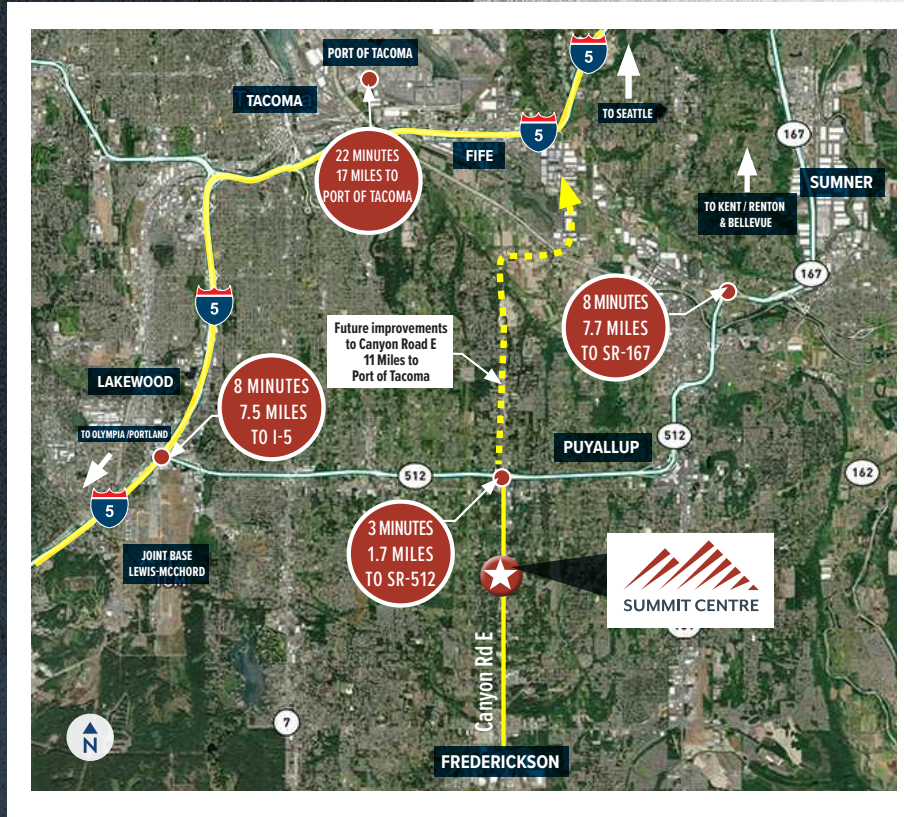 PORT OF TACOMA
5
TO SEATTLE
TACOMA
5
167
FIFE
22 MINUTES
17 MILES TO
PORT OF TACOMA
SUMNER
TO KENT / RENTON
& BELLEVUE
167
5
8 MINUTES
7.7 MILES
TO SR-167
Future improvements
to Canyon Road E
11 Miles to
Port of Tacoma
LAKEWOOD
8 MINUTES
7.5 MILES
TO I-5
TO OLYMPIA /PORTLAND
PUYALLUP
512
512
162
5
3 MINUTES
1.7 MILES
TO SR-512
JOINT BASE
LEWIS-MCCHORD
SUMMIT CENTRE
Canyon Rd E
7
N
FREDERICKSON